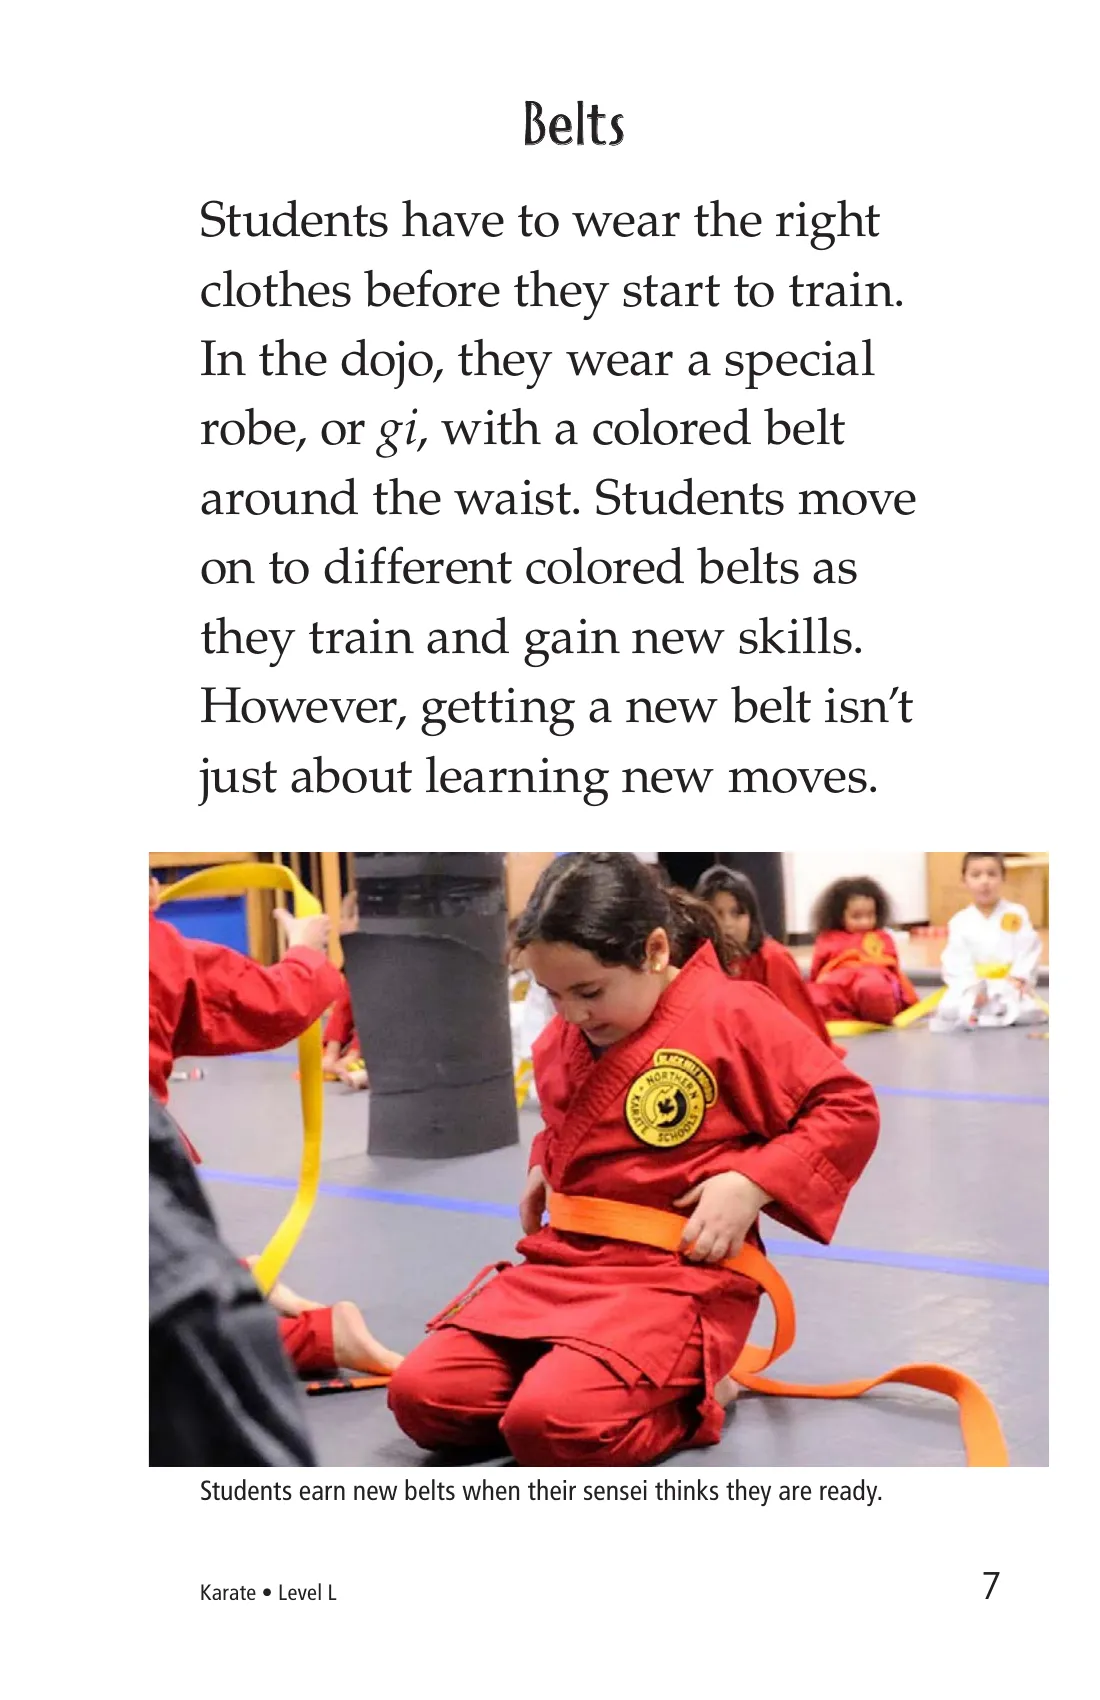 Belts
Students have to wear the right
clothes before they start to train.
In the dojo, they wear a special
robe, or gi, with a colored belt
around the waist. Students move
on to different colored belts as
they train and gain new skills.
However, getting a new belt isn’t
just about learning new moves.
BLACK BELT
NORTHERN
KARATE SCHOOLS
Students earn new belts when their sensei thinks they are ready.
Karate • Level L
7